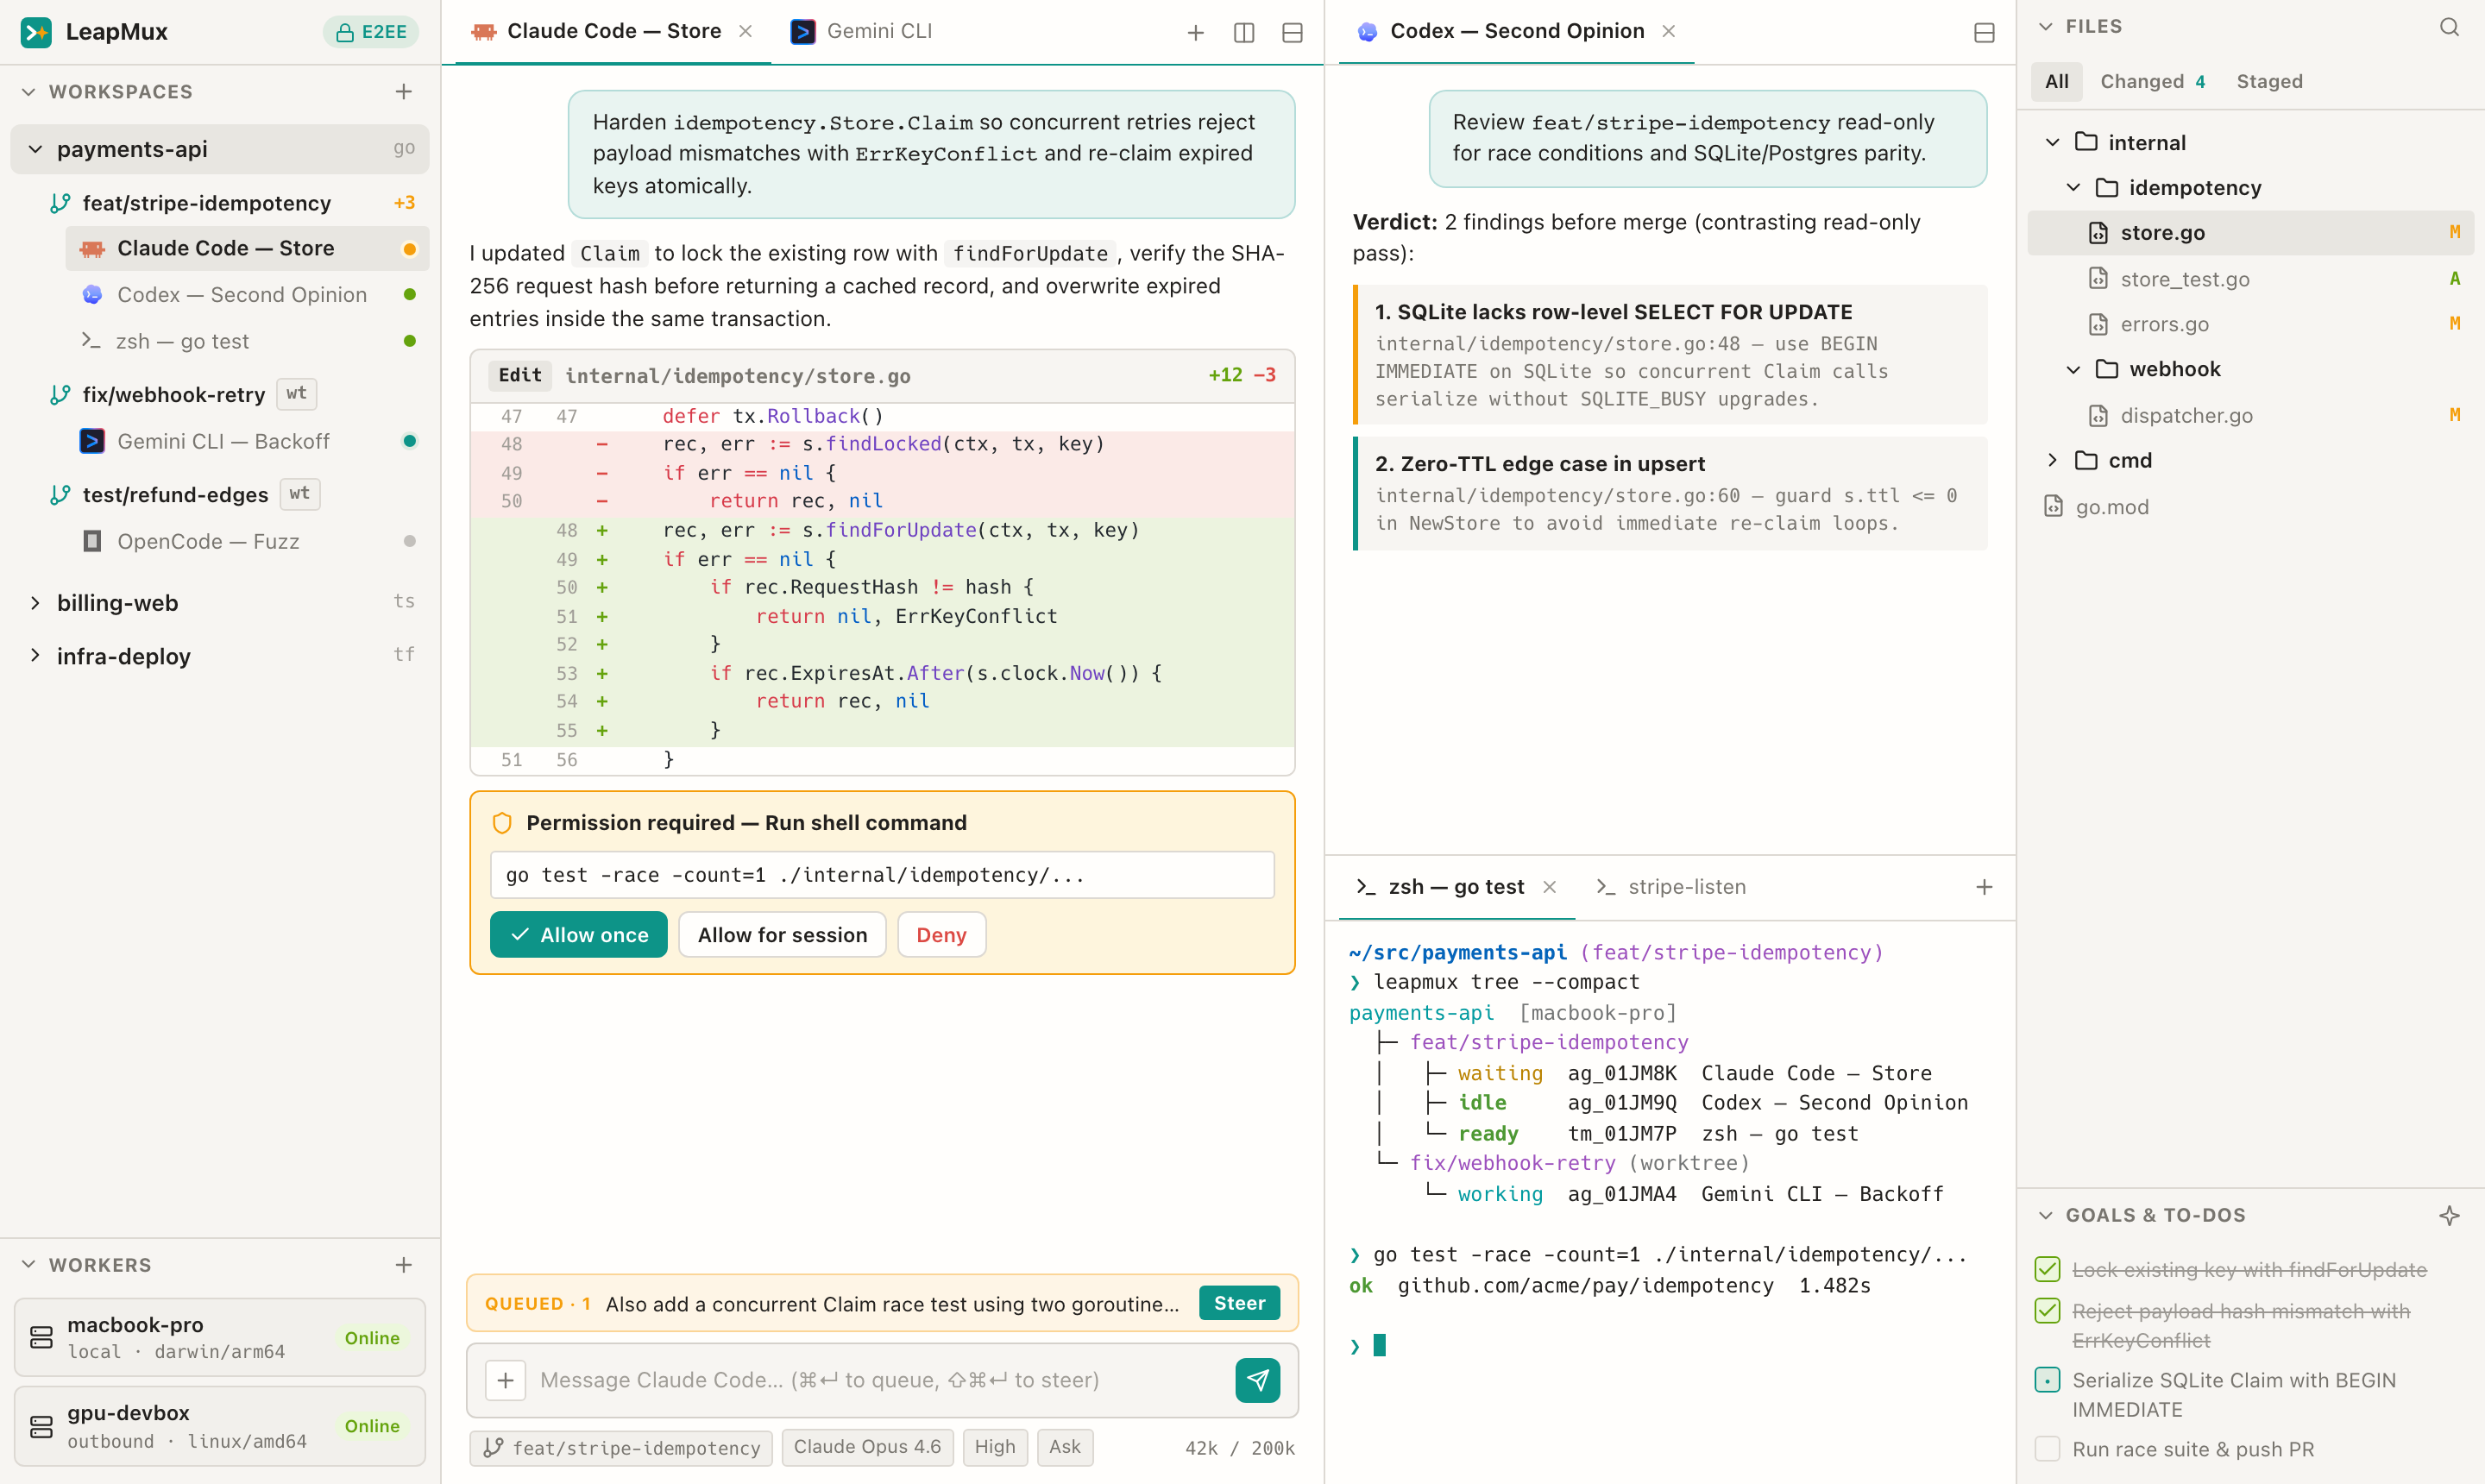 LeapMux
E2EE
WORKSPACES
payments-api go
feat/stripe-idempotency +3
Claude Code — Store
Codex — Second Opinion
zsh — go test
fix/webhook-retry wt
Gemini CLI — Backoff
test/refund-edges wt
OpenCode — Fuzz
billing-web ts
infra-deploy tf
WORKERS
macbook-pro
local · darwin/arm64
Online
gpu-devbox
outbound · linux/amd64
Online
Claude Code — Store
Gemini CLI
Harden idempotency.Store.Claim so concurrent retries reject
payload mismatches with ErrKeyConflict and re-claim expired
keys atomically.
I updated Claim to lock the existing row with findForUpdate, verify the SHA-
256 request hash before returning a cached record, and overwrite expired
entries inside the same transaction.
Edit internal/idempotency/store.go +12 −3
47 47 defer tx.Rollback()
48 − rec, err := s.findLocked(ctx, tx, key)
49 − if err == nil {
50 − return rec, nil
48 + rec, err := s.findForUpdate(ctx, tx, key)
49 + if err == nil {
50 + if rec.RequestHash != hash {
51 + return nil, ErrKeyConflict
52 + }
53 + if rec.ExpiresAt.After(s.clock.Now()) {
54 + return rec, nil
55 + }
51 56 }
Permission required — Run shell command
go test -race -count=1 ./internal/idempotency/...
Allow once
Allow for session
Deny
QUEUED · 1 Also add a concurrent Claim race test using two goroutine... Steer
Message Claude Code... (⌘↵ to queue, ⇧⌘↵ to steer)
feat/stripe-idempotency Claude Opus 4.6 High Ask 42k / 200k
Codex — Second Opinion
Review feat/stripe-idempotency read-only
for race conditions and SQLite/Postgres parity.
Verdict: 2 findings before merge (contrasting read-only
pass):
1. SQLite lacks row-level SELECT FOR UPDATE
internal/idempotency/store.go:48 — use BEGIN
IMMEDIATE on SQLite so concurrent Claim calls
serialize without SQLITE_BUSY upgrades.
2. Zero-TTL edge case in upsert
internal/idempotency/store.go:60 — guard s.ttl <= 0
in NewStore to avoid immediate re-claim loops.
zsh — go test
stripe-listen
~/src/payments-api (feat/stripe-idempotency)
❯ leapmux tree --compact
payments-api [macbook-pro]
├─ feat/stripe-idempotency
│ ├─ waiting ag_01JM8K Claude Code — Store
│ ├─ idle ag_01JM9Q Codex — Second Opinion
│ └─ ready tm_01JM7P zsh — go test
└─ fix/webhook-retry (worktree)
└─ working ag_01JMA4 Gemini CLI — Backoff
❯ go test -race -count=1 ./internal/idempotency/...
ok github.com/acme/pay/idempotency 1.482s
❯
FILES
All Changed 4 Staged
internal
idempotency
store.go M
store_test.go A
errors.go M
webhook
dispatcher.go M
cmd
go.mod
GOALS & TO-DOS
Lock existing key with findForUpdate
Reject payload hash mismatch with
ErrKeyConflict
Serialize SQLite Claim with BEGIN
IMMEDIATE
Run race suite & push PR